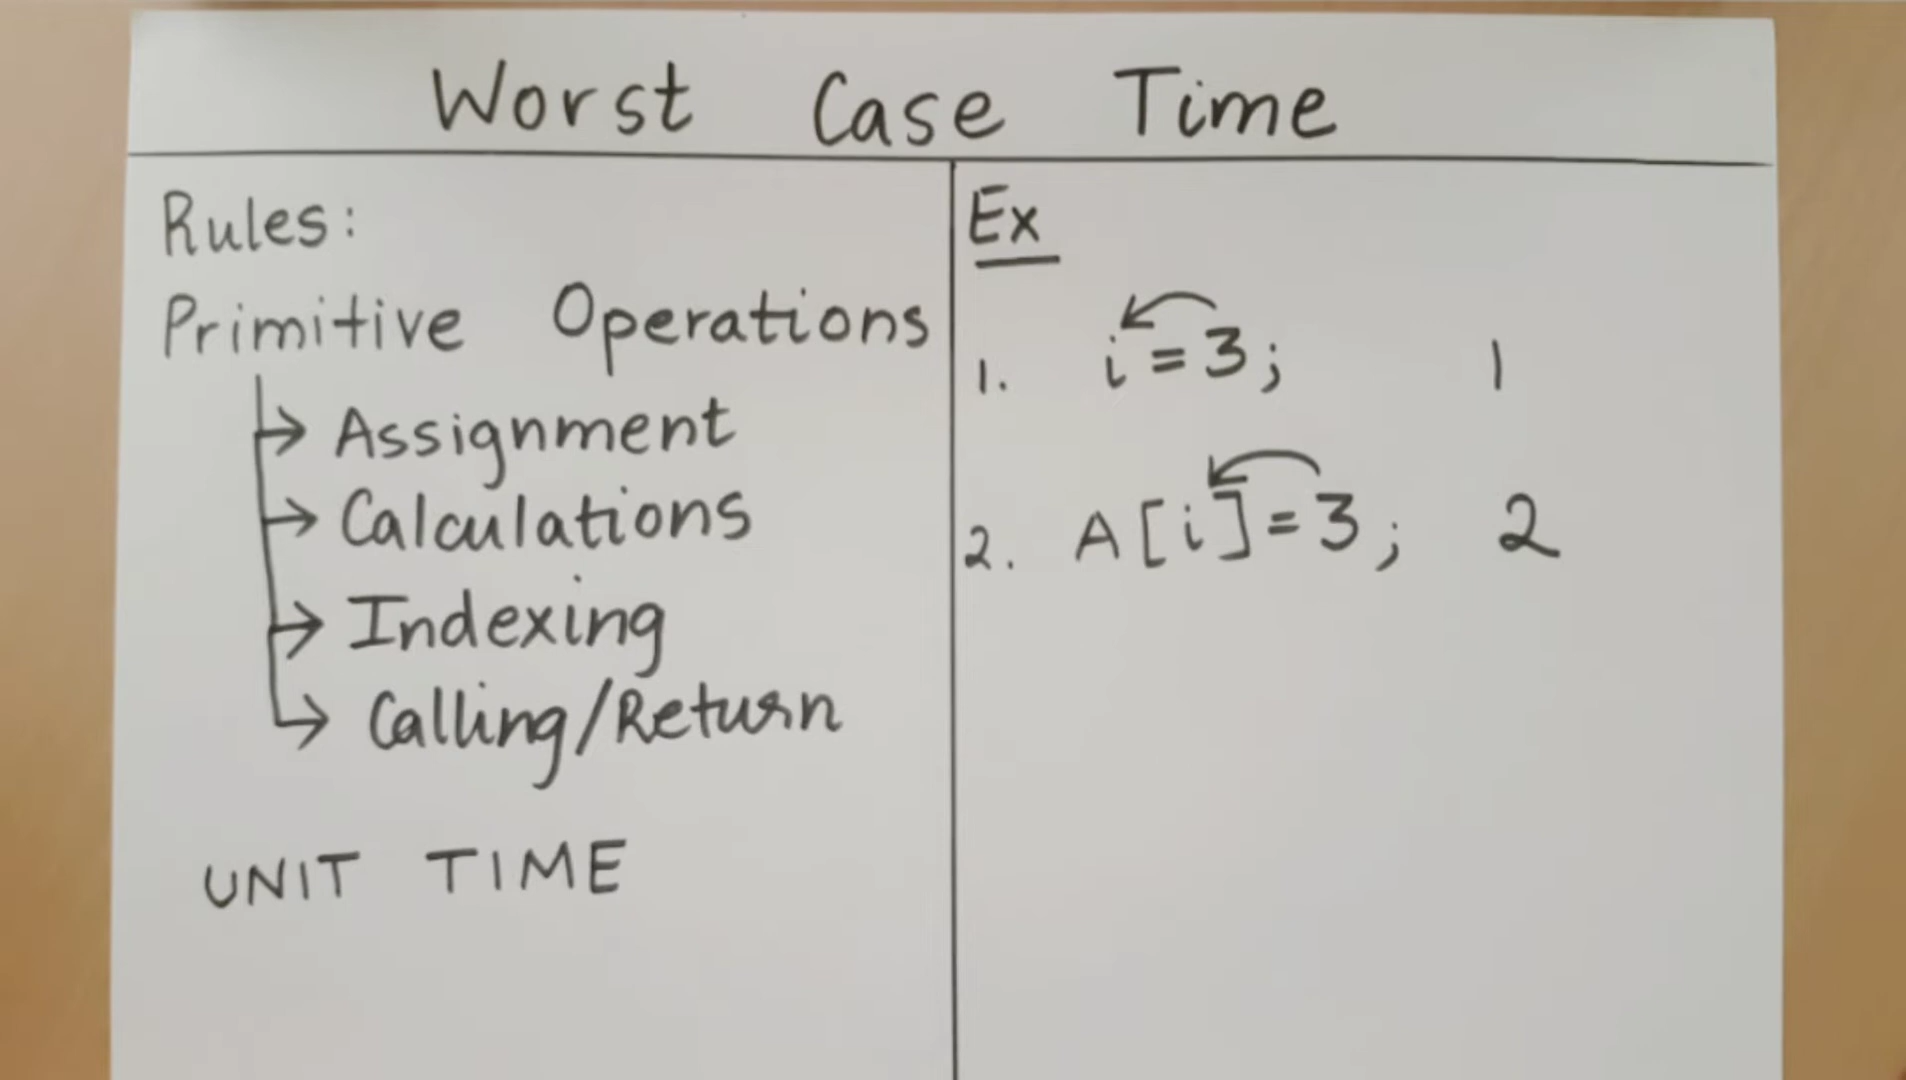 Worst Case Time
Rules:
Primitive Operations
→ Assignment
→ Calculations
→ Indexing
→ Calling/Return
UNIT TIME
Ex
1. i = 3; 1
2. A[i] = 3; 2